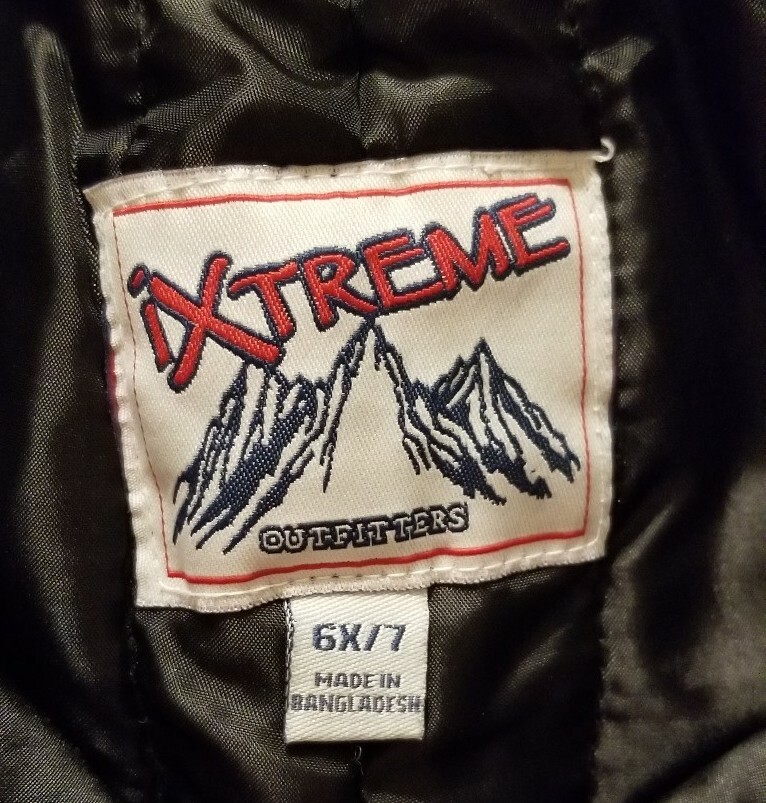 iXTREME
OUTFITTERS
6X/7
MADE IN
BANGLADESH